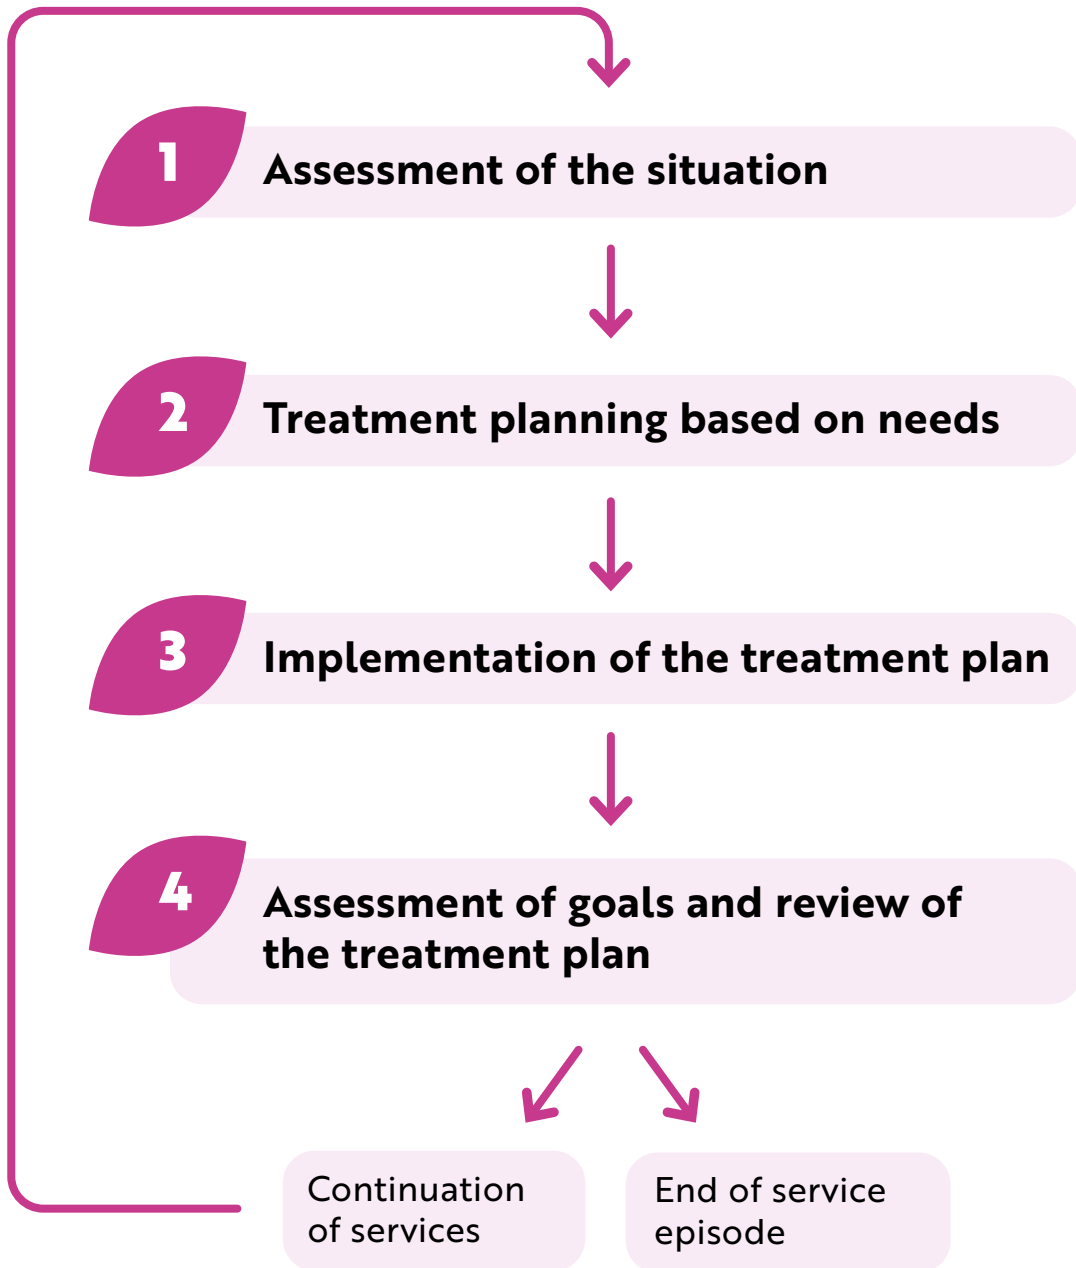 1
Assessment of the situation
2
Treatment planning based on needs
3
Implementation of the treatment plan
4
Assessment of goals and review of
the treatment plan
Continuation
of services
End of service
episode